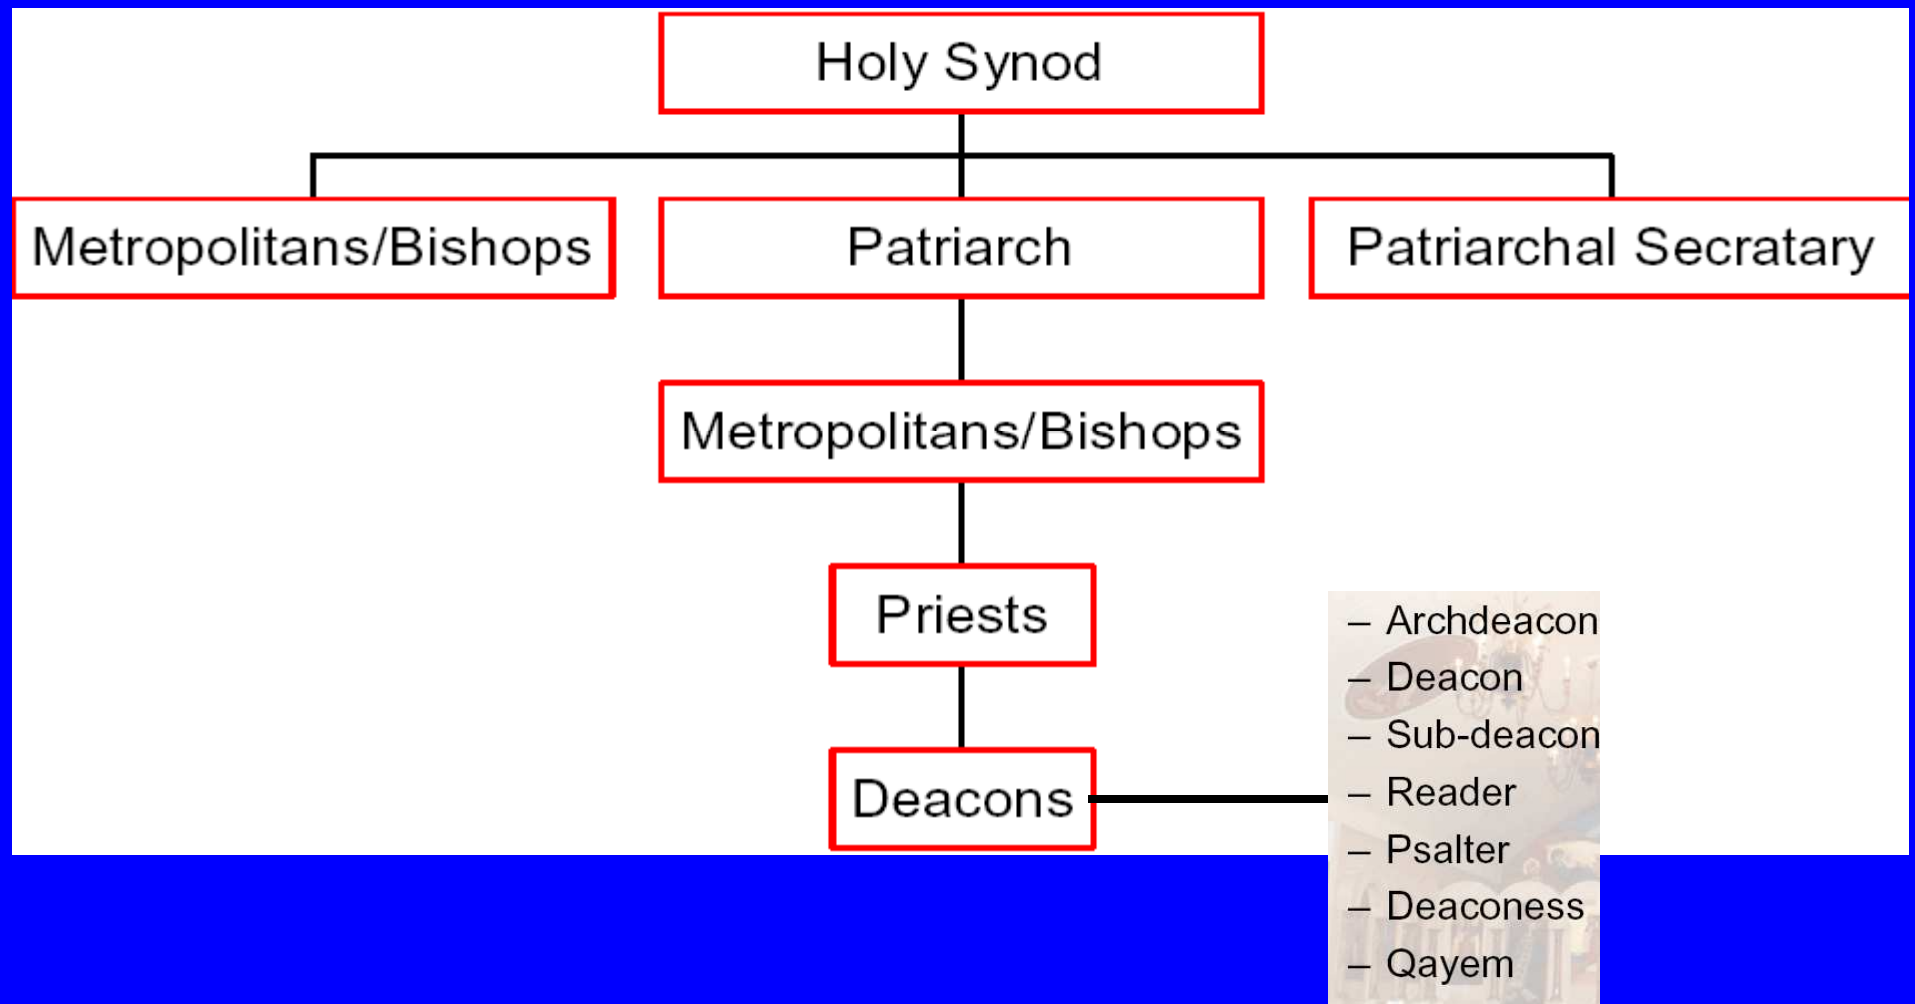 Holy Synod
Metropolitans/Bishops
Patriarch
Patriarchal Secratary
Metropolitans/Bishops
Priests
Deacons
– Archdeacon
– Deacon
– Sub-deacon
– Reader
– Psalter
– Deaconess
– Qayem